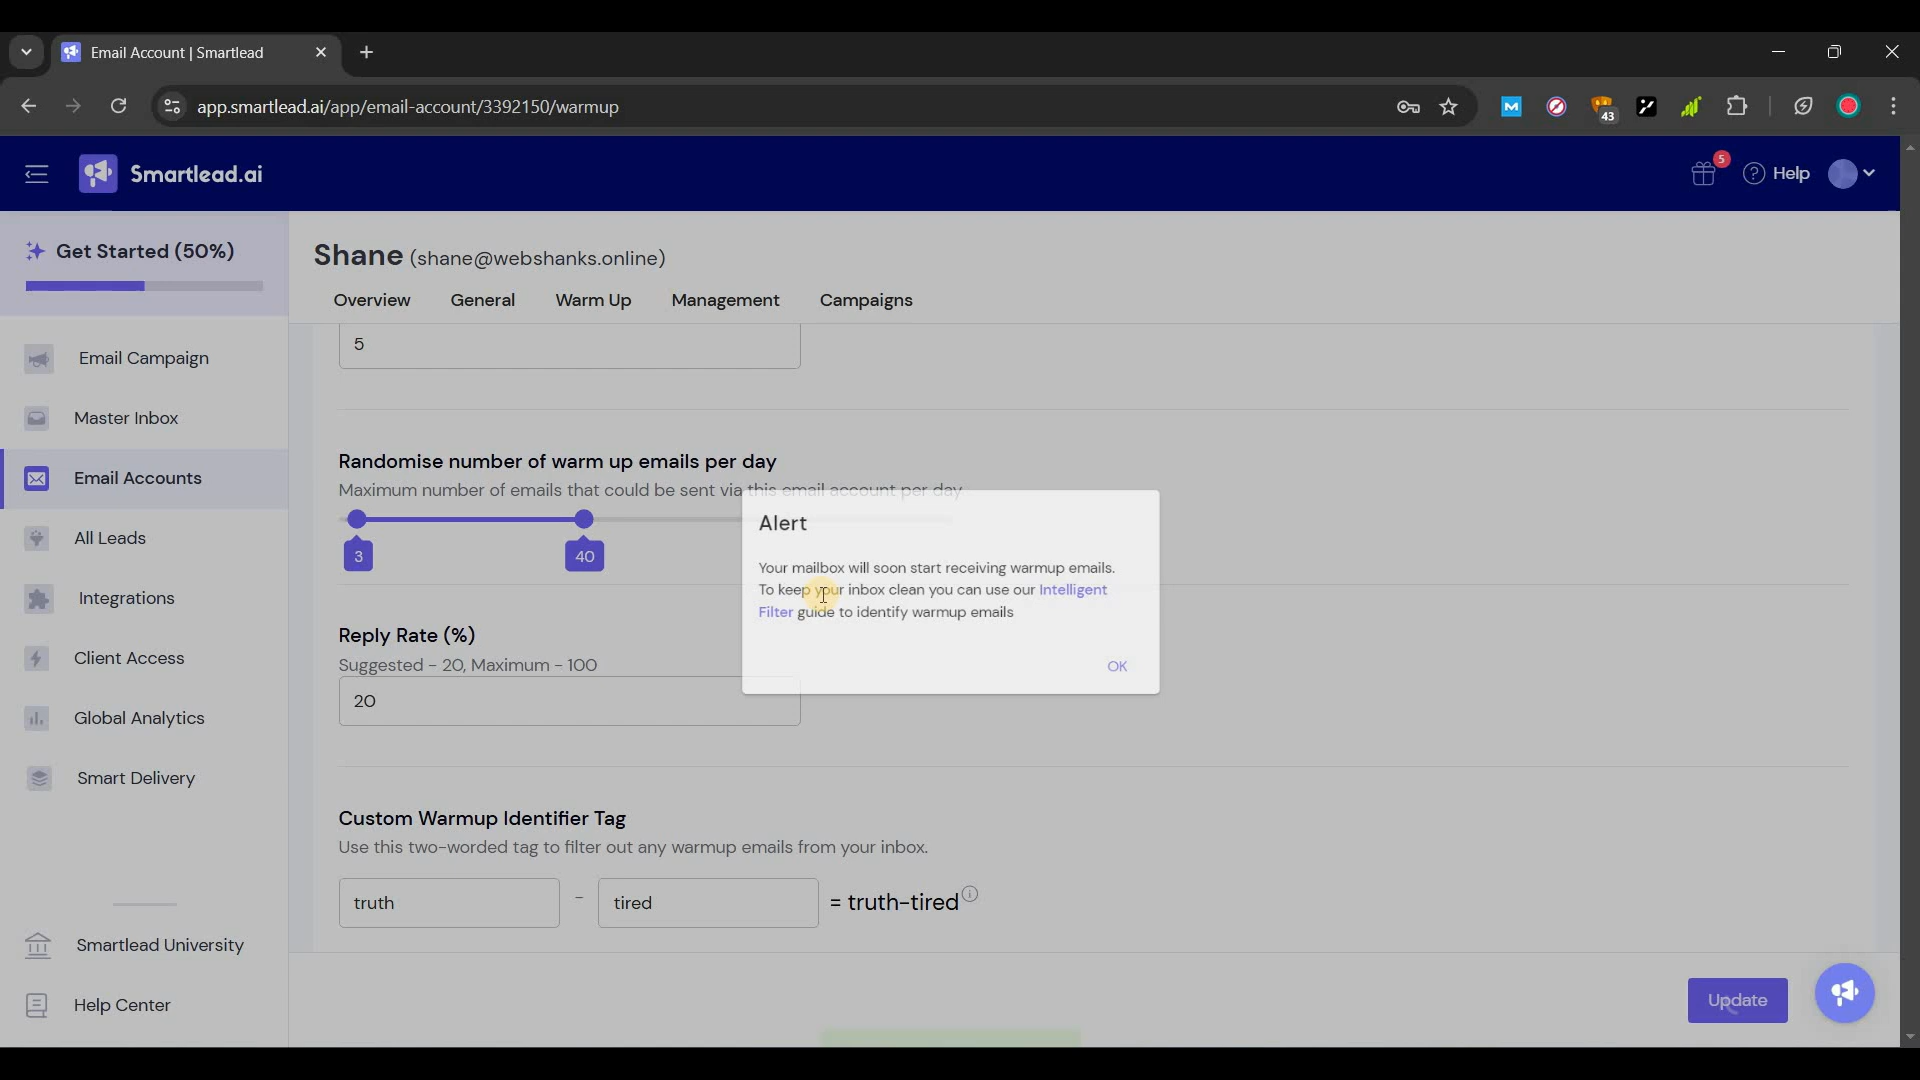 Email Account | Smartlead
app.smartlead.ai/app/email-account/3392150/warmup
43
Smartlead.ai
5
Help
Get Started (50%)
Email Campaign
Master Inbox
Email Accounts
All Leads
Integrations
Client Access
Global Analytics
Smart Delivery
Smartlead University
Help Center
Shane (shane@webshanks.online)
Overview General Warm Up Management Campaigns
5
Randomise number of warm up emails per day
Maximum number of emails that could be sent via this email account per day
3 40
Reply Rate (%)
Suggested - 20, Maximum - 100
20
Custom Warmup Identifier Tag
Use this two-worded tag to filter out any warmup emails from your inbox.
truth - tired = truth-tired
Alert
Your mailbox will soon start receiving warmup emails.
To keep your inbox clean you can use our Intelligent
Filter guide to identify warmup emails
OK
Update